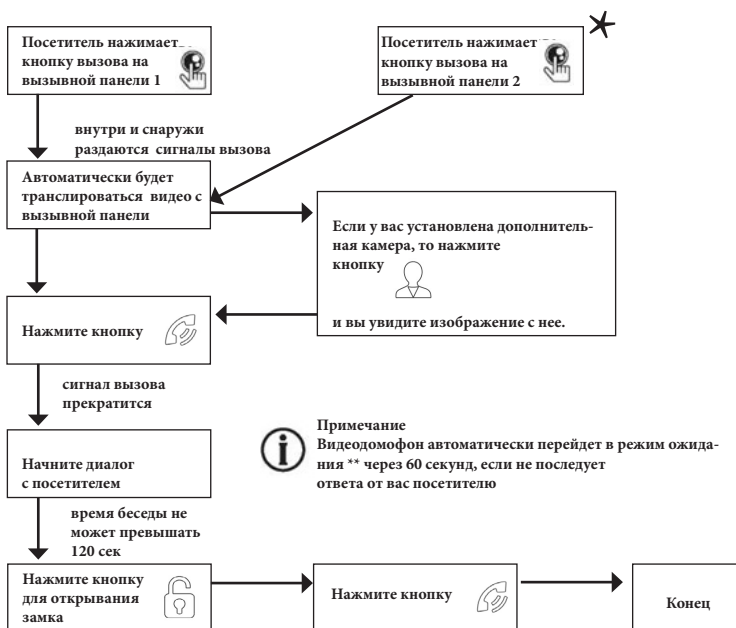 Посетитель нажимает
кнопку вызова на
вызывной панели 1
Посетитель нажимает
кнопку вызова на
вызывной панели 2
внутри и снаружи
раздаются сигналы вызова
Автоматически будет
транслироваться видео с
вызывной панели
Если у вас установлена дополнитель-
ная камера, то нажмите
кнопку
и вы увидите изображение с нее.
Нажмите кнопку
сигнал вызова
прекратится
Примечание
Видеодомофон автоматически перейдет в режим ожида-
ния ** через 60 секунд, если не последует
ответа от вас посетителю
Начните диалог
с посетителем
время беседы не
может превышать
120 сек
Нажмите кнопку
для открывания
замка
Нажмите кнопку
Конец